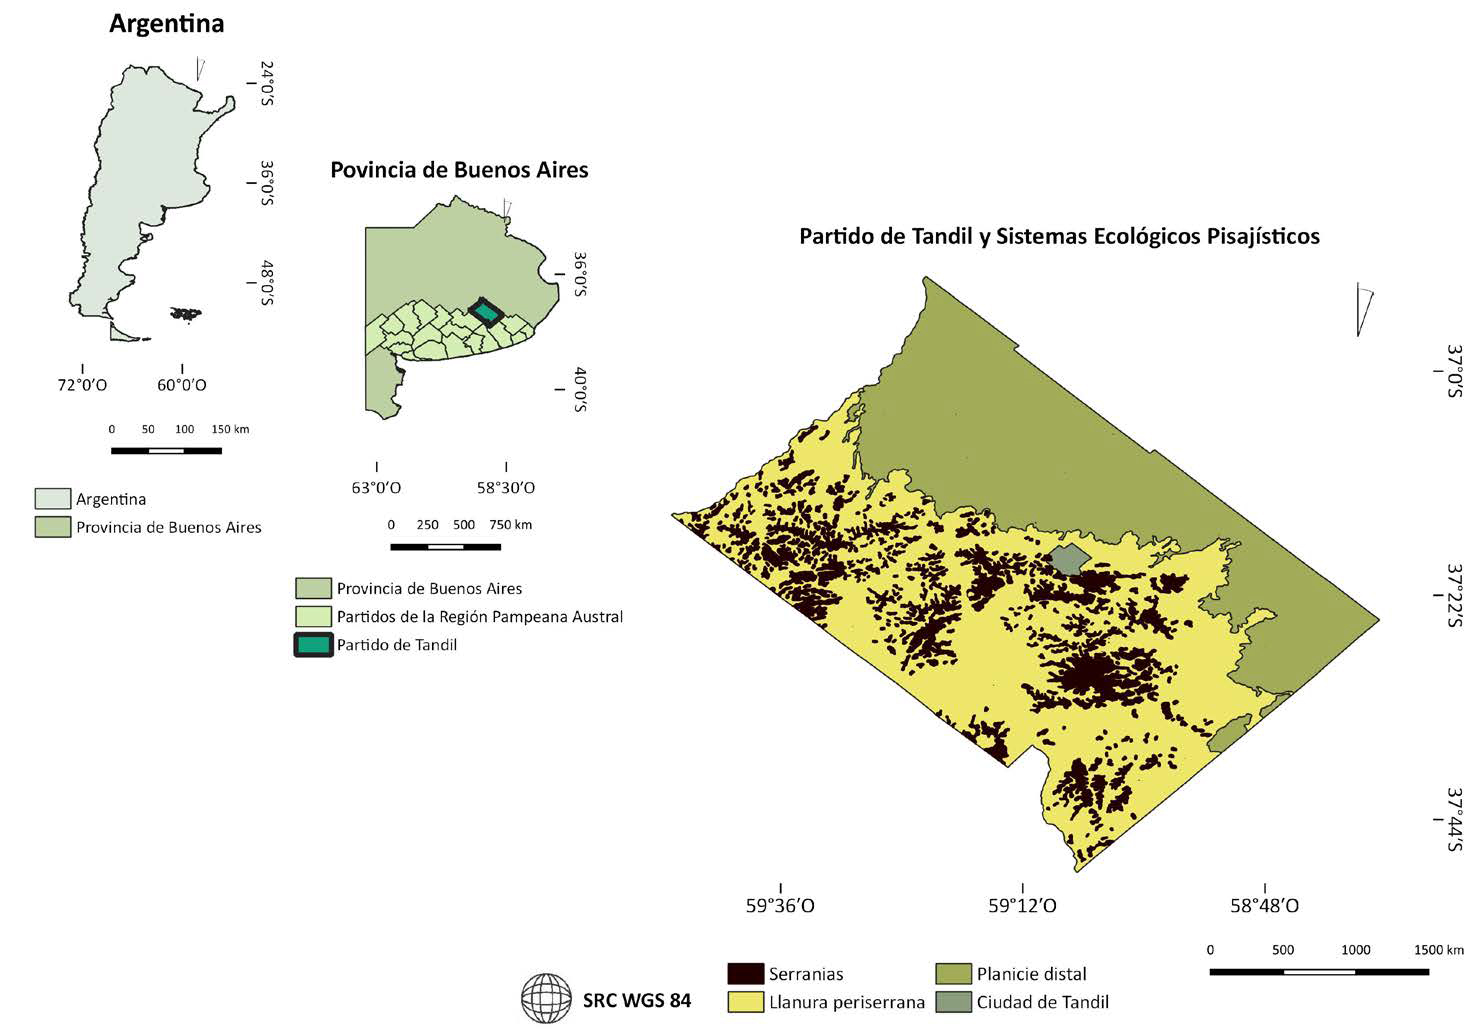 Argentina
24°0'S
36°0'S
48°0'S
72°0'O
60°0'O
0 50 100 150 km
Argentina
Provincia de Buenos Aires
Povincia de Buenos Aires
36°0'S
40°0'S
63°0'O
58°30'O
0 250 500 750 km
Provincia de Buenos Aires
Partidos de la Región Pampeana Austral
Partido de Tandil
Partido de Tandil y Sistemas Ecológicos Pisajísticos
37°0'S
37°22'S
37°44'S
59°36'O
59°12'O
58°48'O
0 500 1000 1500 km
SRC WGS 84
Serranias
Llanura periserrana
Planicie distal
Ciudad de Tandil